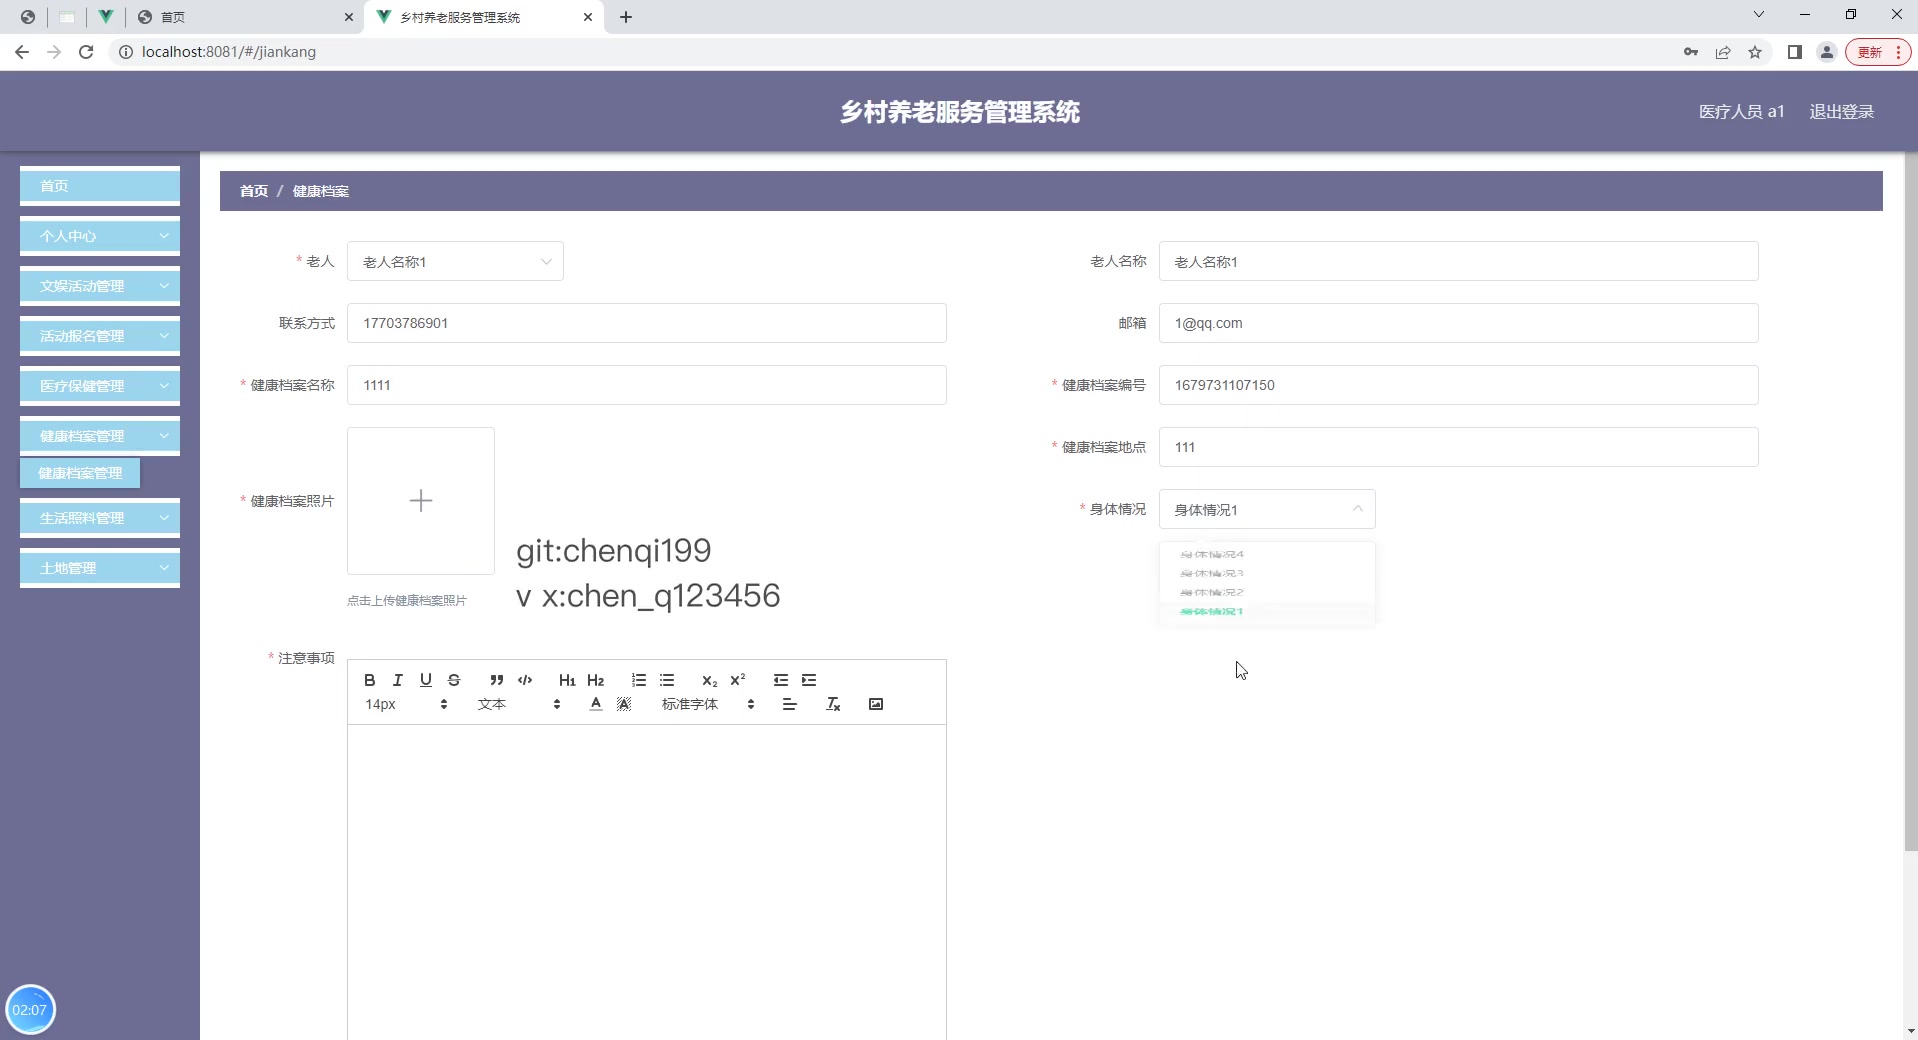 首页
乡村养老服务管理系统
localhost:8081/#/jiankang
更新
乡村养老服务管理系统
医疗人员 a1
退出登录
首页
个人中心
文娱活动管理
活动报名管理
医疗保健管理
健康档案管理
健康档案管理
生活照料管理
土地管理
首页 / 健康档案
* 老人
老人名称1
老人名称
老人名称1
联系方式
17703786901
邮箱
1@qq.com
* 健康档案名称
1111
* 健康档案编号
1679731107150
* 健康档案照片
点击上传健康档案照片
* 健康档案地点
111
* 身体情况
身体情况1
身体情况4
身体情况3
身体情况2
身体情况1
git:chenqi199
v x:chen_q123456
* 注意事项
14px
文本
标准字体
02:07